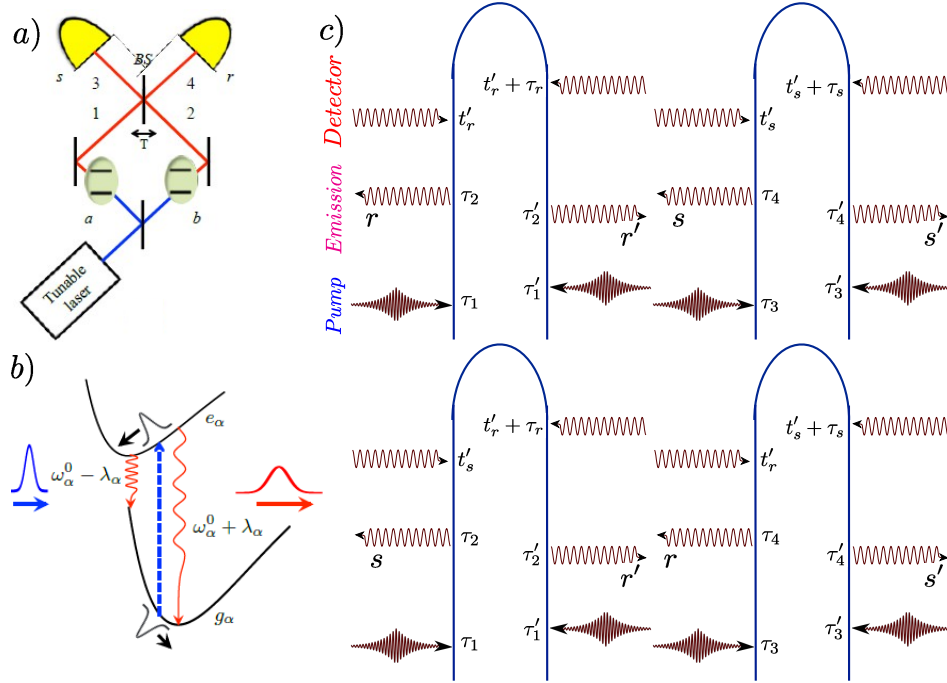 a)
BS
s
3
4
r
1
2
T
a
b
Tunable
laser
b)
e_α
ω_α^0 − λ_α
ω_α^0 + λ_α
g_α
c)
Detector
Emission
Pump
t′_r + τ_r
t′_s + τ_s
t′_r
t′_s
τ_2
τ_4
r
τ′_2
s
τ′_4
r′
s′
τ_1
τ′_1
τ_3
τ′_3
t′_r + τ_r
t′_s + τ_s
t′_s
t′_r
τ_2
τ_4
s
τ′_2
r
τ′_4
r′
s′
τ_1
τ′_1
τ_3
τ′_3